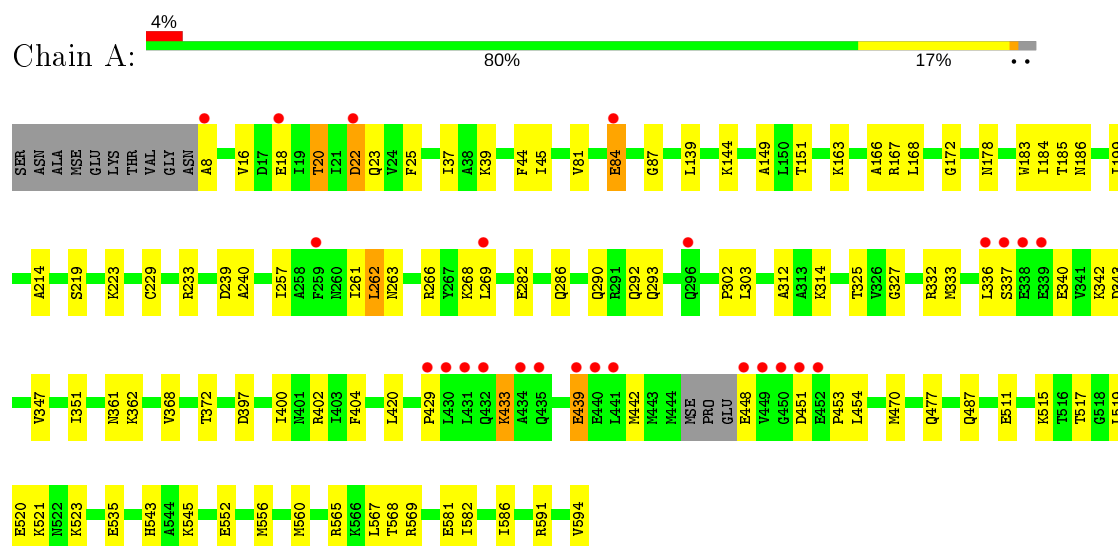 4%
Chain A:
80% 17% • •
SER ASN ALA MSE GLU LYS THR VAL GLY ASN A8 V16 D17 E18 I19 T20 I21 D22 Q23 V24 F25 I37 A38 K39 F44 I45 V81 E84 G87 L139 K144 A149 L150 T151 K163 A166 R167 L168 G172 N178 W183 I184 T185 N186
A214 S219 K223 C229 R233 D239 A240 I257 A258 F259 N260 I261 L262 N263 R266 Y267 K268 L269 E282 Q286 Q290 R291 Q292 Q293 Q296 P302 L303 A312 A313 K314 T325 V326 G327 R332 M333 L336 S337 E338 E339 E340 V341 K342 D343
V347 I351 N361 K362 V368 T372 D397 I400 N401 R402 I403 F404 L420 P429 L430 L431 Q432 K433 A434 Q435 E439 E440 L441 M442 M443 M444 MSE PRO GLU E448 V449 G450 D451 E452 P453 L454 M470 Q477 Q487 E511 K515 T516 T517 G518 L519
E520 K521 N522 K523 E535 H543 A544 K545 E552 M556 M560 R565 K566 L567 T568 R569 E581 I582 I586 R591 V594